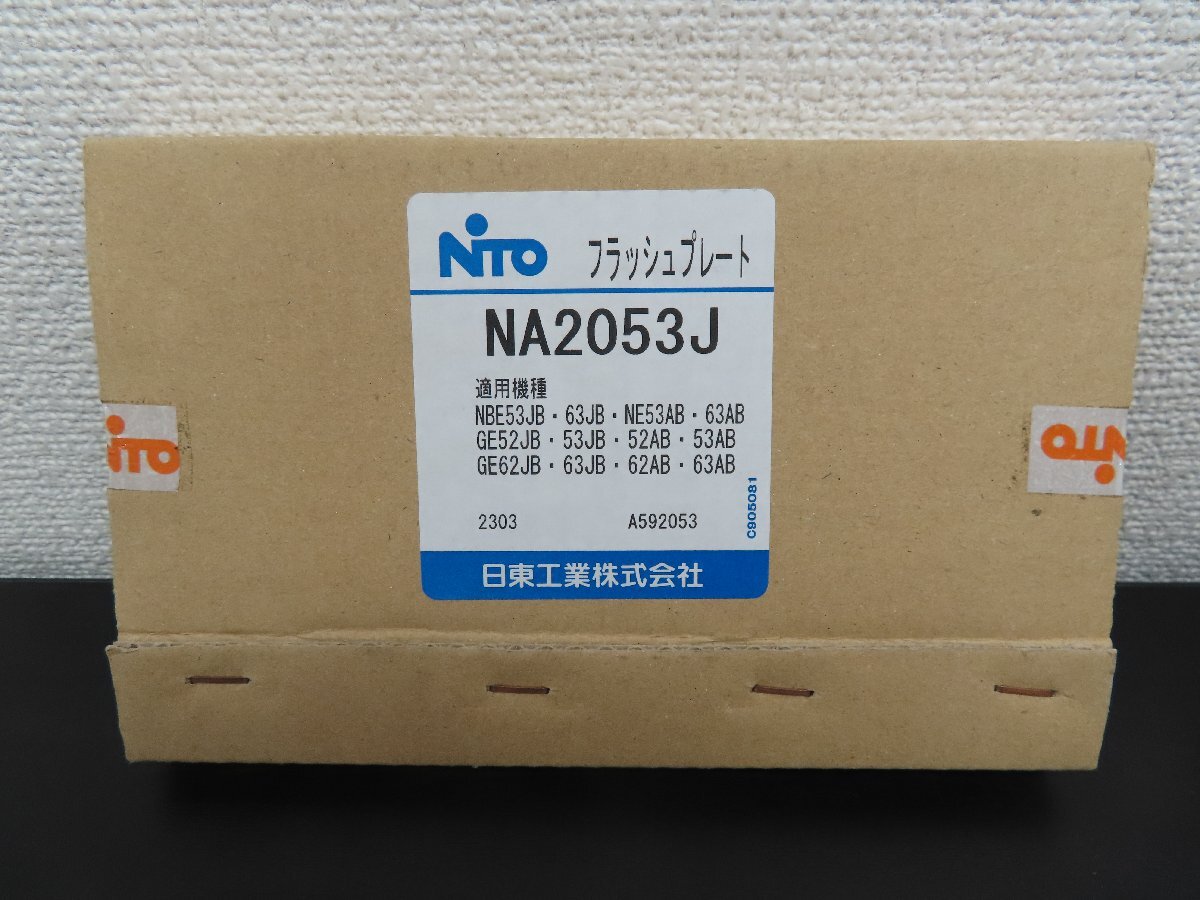 NiTO フラッシュプレート
NA2053J
適用機種
NBE53JB・63JB・NE53AB・63AB
GE52JB・53JB・52AB・53AB
GE62JB・63JB・62AB・63AB
2303 A592053
C905081
日東工業株式会社
NiTO
NiTO